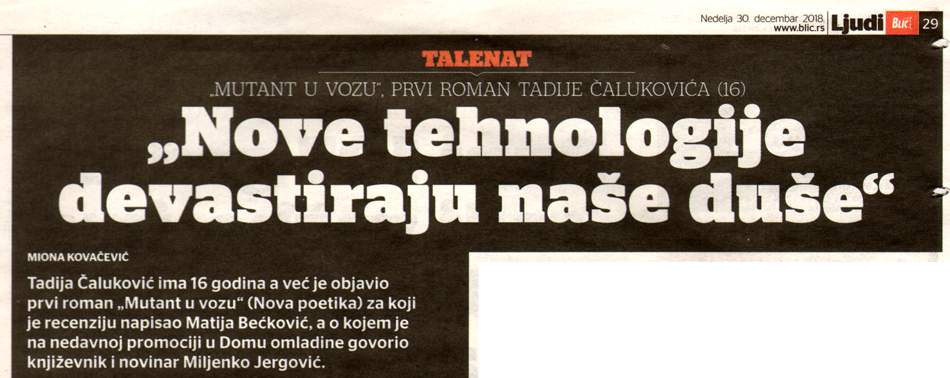 Nedelja 30. decembar 2018.
www.blic.rs
Ljudi
BLIC
29
TALENAT
„MUTANT U VOZU“, PRVI ROMAN TADIJE ČALUKOVIĆA (16)
„Nove tehnologije
devastiraju naše duše“
MIONA KOVAČEVIĆ
Tadija Čaluković ima 16 godina a već je objavio
prvi roman „Mutant u vozu“ (Nova poetika) za koji
je recenziju napisao Matija Bećković, a o kojem je
na nedavnoj promociji u Domu omladine govorio
književnik i novinar Miljenko Jergović.